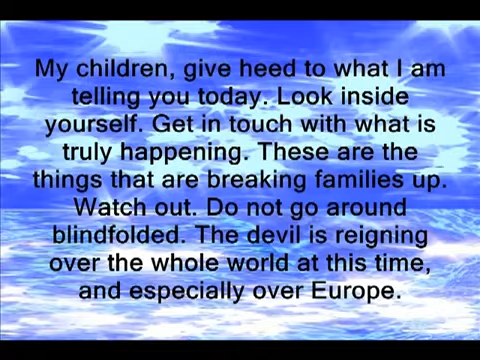 My children, give heed to what I am
telling you today. Look inside
yourself. Get in touch with what is
truly happening. These are the
things that are breaking families up.
Watch out. Do not go around
blindfolded. The devil is reigning
over the whole world at this time,
and especially over Europe.